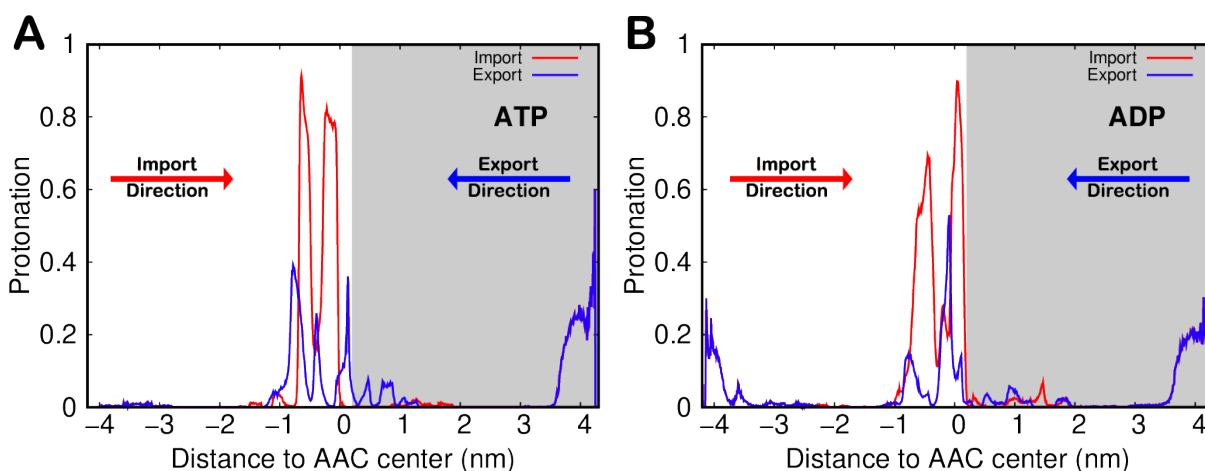 A
1
0.8
0.6
0.4
0.2
0
Protonation
Import
Export
ATP
Import
Direction
Export
Direction
−4 −3 −2 −1 0 1 2 3 4
Distance to AAC center (nm)
B
1
0.8
0.6
0.4
0.2
0
Protonation
Import
Export
ADP
Import
Direction
Export
Direction
−4 −3 −2 −1 0 1 2 3 4
Distance to AAC center (nm)